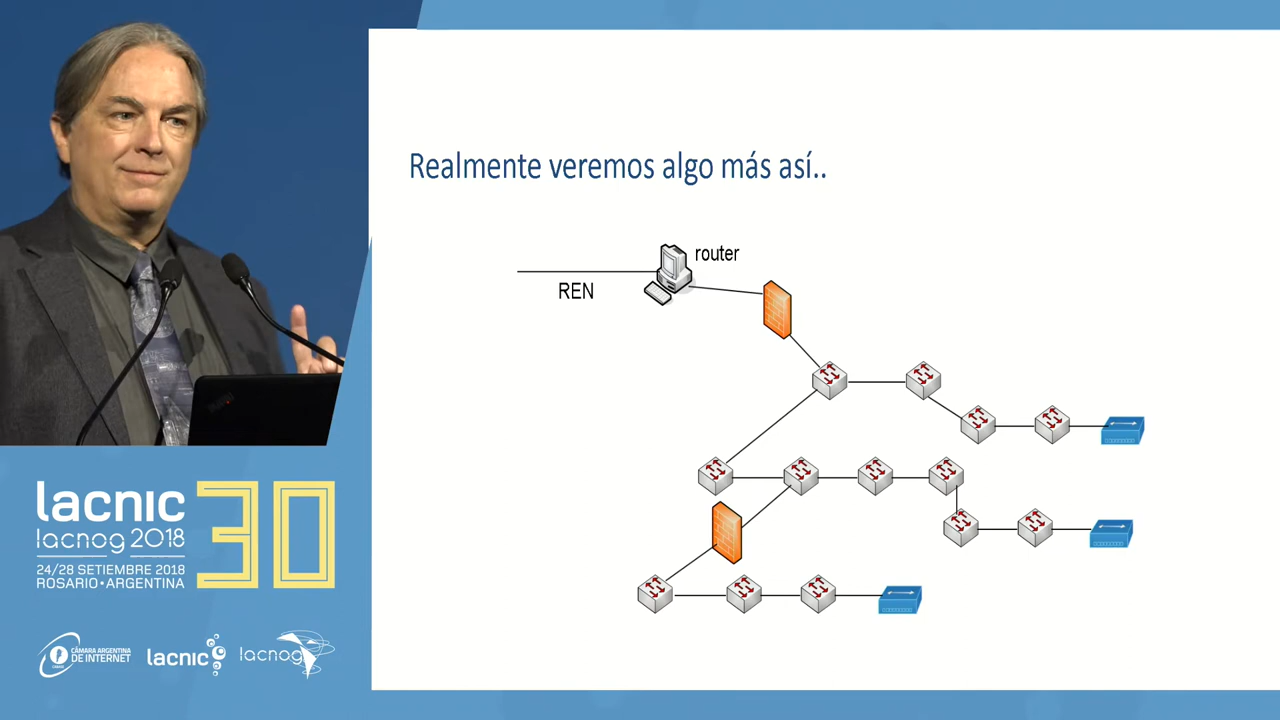 Realmente veremos algo más así..
router
REN
lacnic 30
lacnog 2018
24/28 SETIEMBRE 2018
ROSARIO • ARGENTINA
CÁMARA ARGENTINA
DE INTERNET
lacnic
lacnog